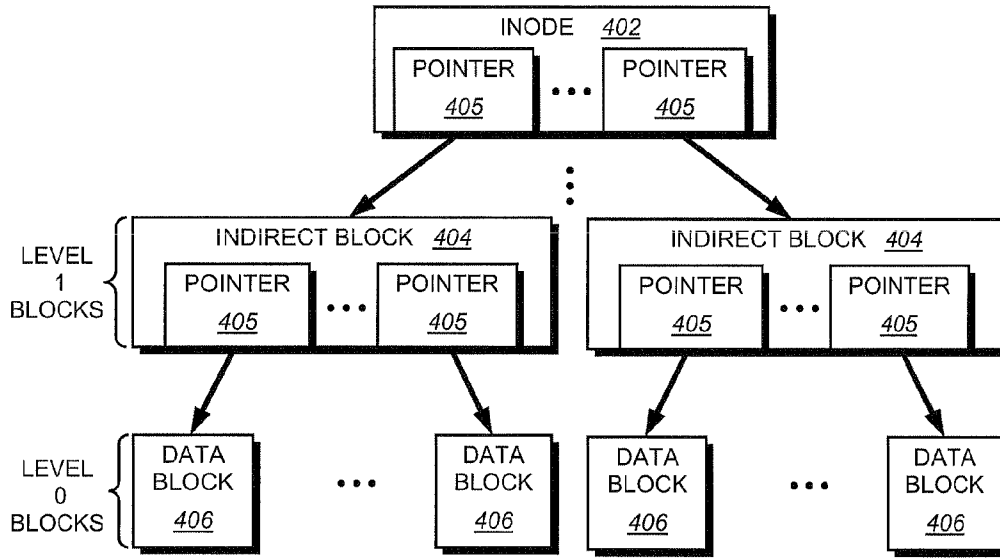 INODE 402
POINTER POINTER
405 405
INDIRECT BLOCK 404 INDIRECT BLOCK 404
LEVEL
1
BLOCKS
POINTER POINTER POINTER POINTER
405 405 405 405
LEVEL
0
BLOCKS
DATA BLOCK DATA BLOCK DATA BLOCK DATA BLOCK
406 406 406 406